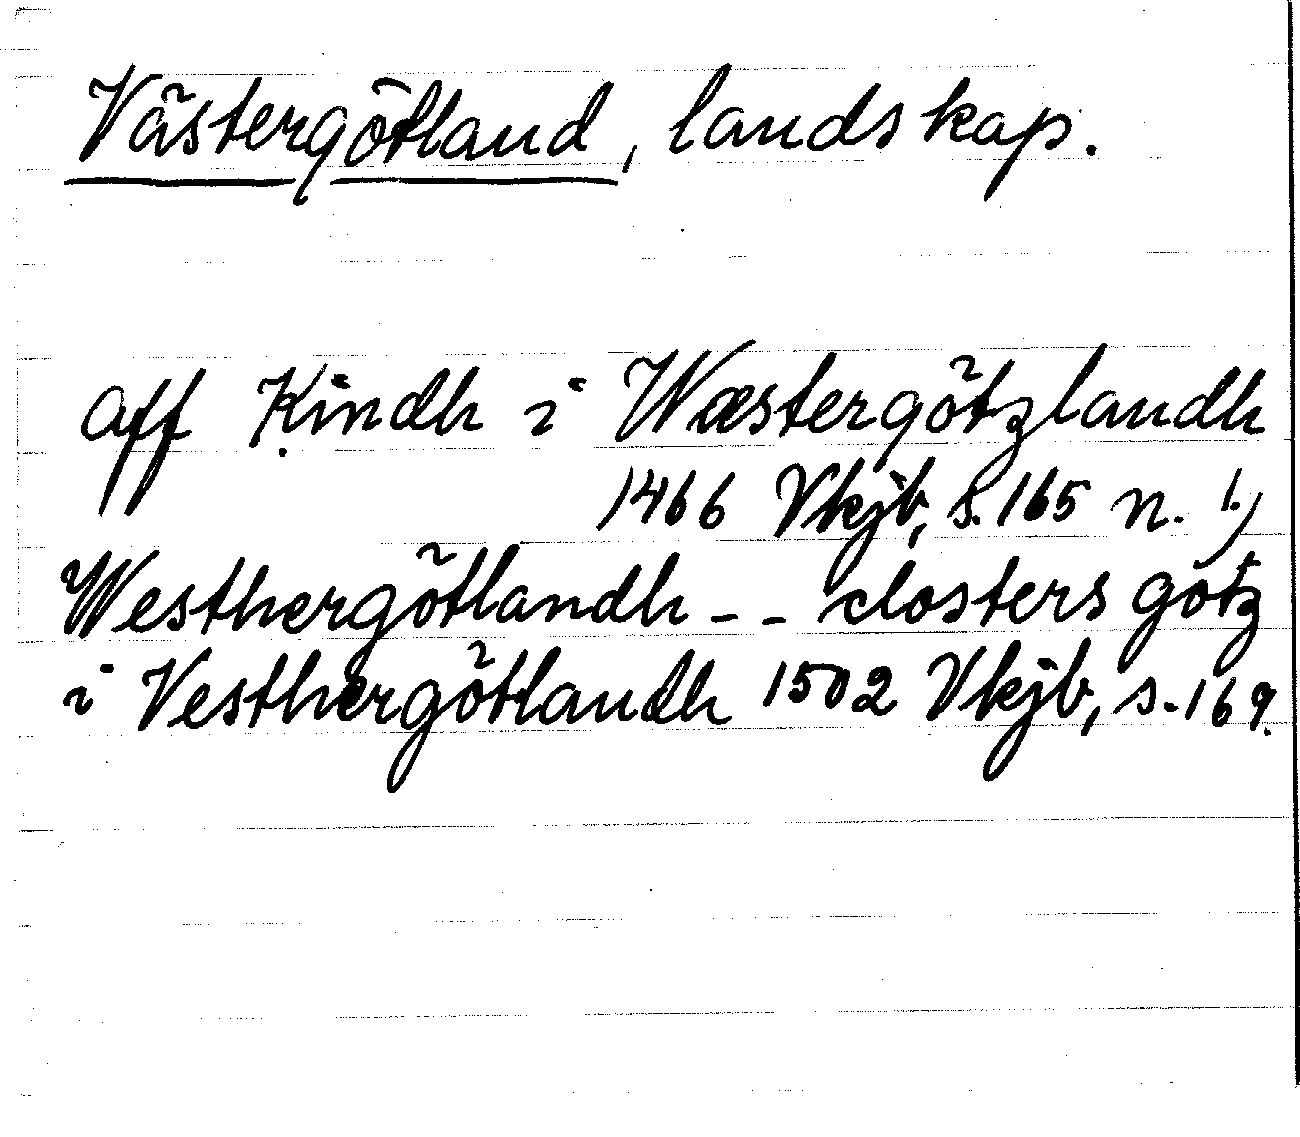 Västergötland, landskap.
aff Kindh i Wæstergötzlandh
1466 Vkjb, s. 165 n. 1)
Westhergötlandh - - closters götz
i Vesthergötlandh 1502 Vkjb, s. 169.